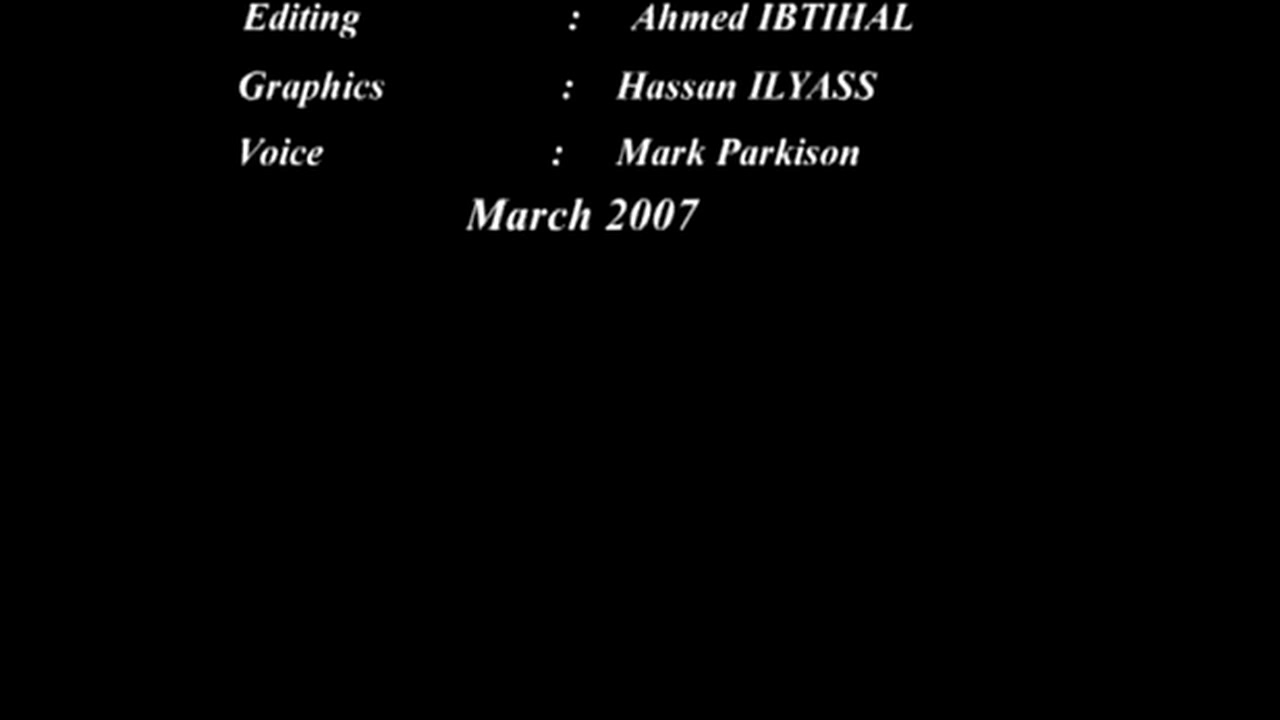 Editing : Ahmed IBTIHAL
Graphics : Hassan ILYASS
Voice : Mark Parkison
March 2007